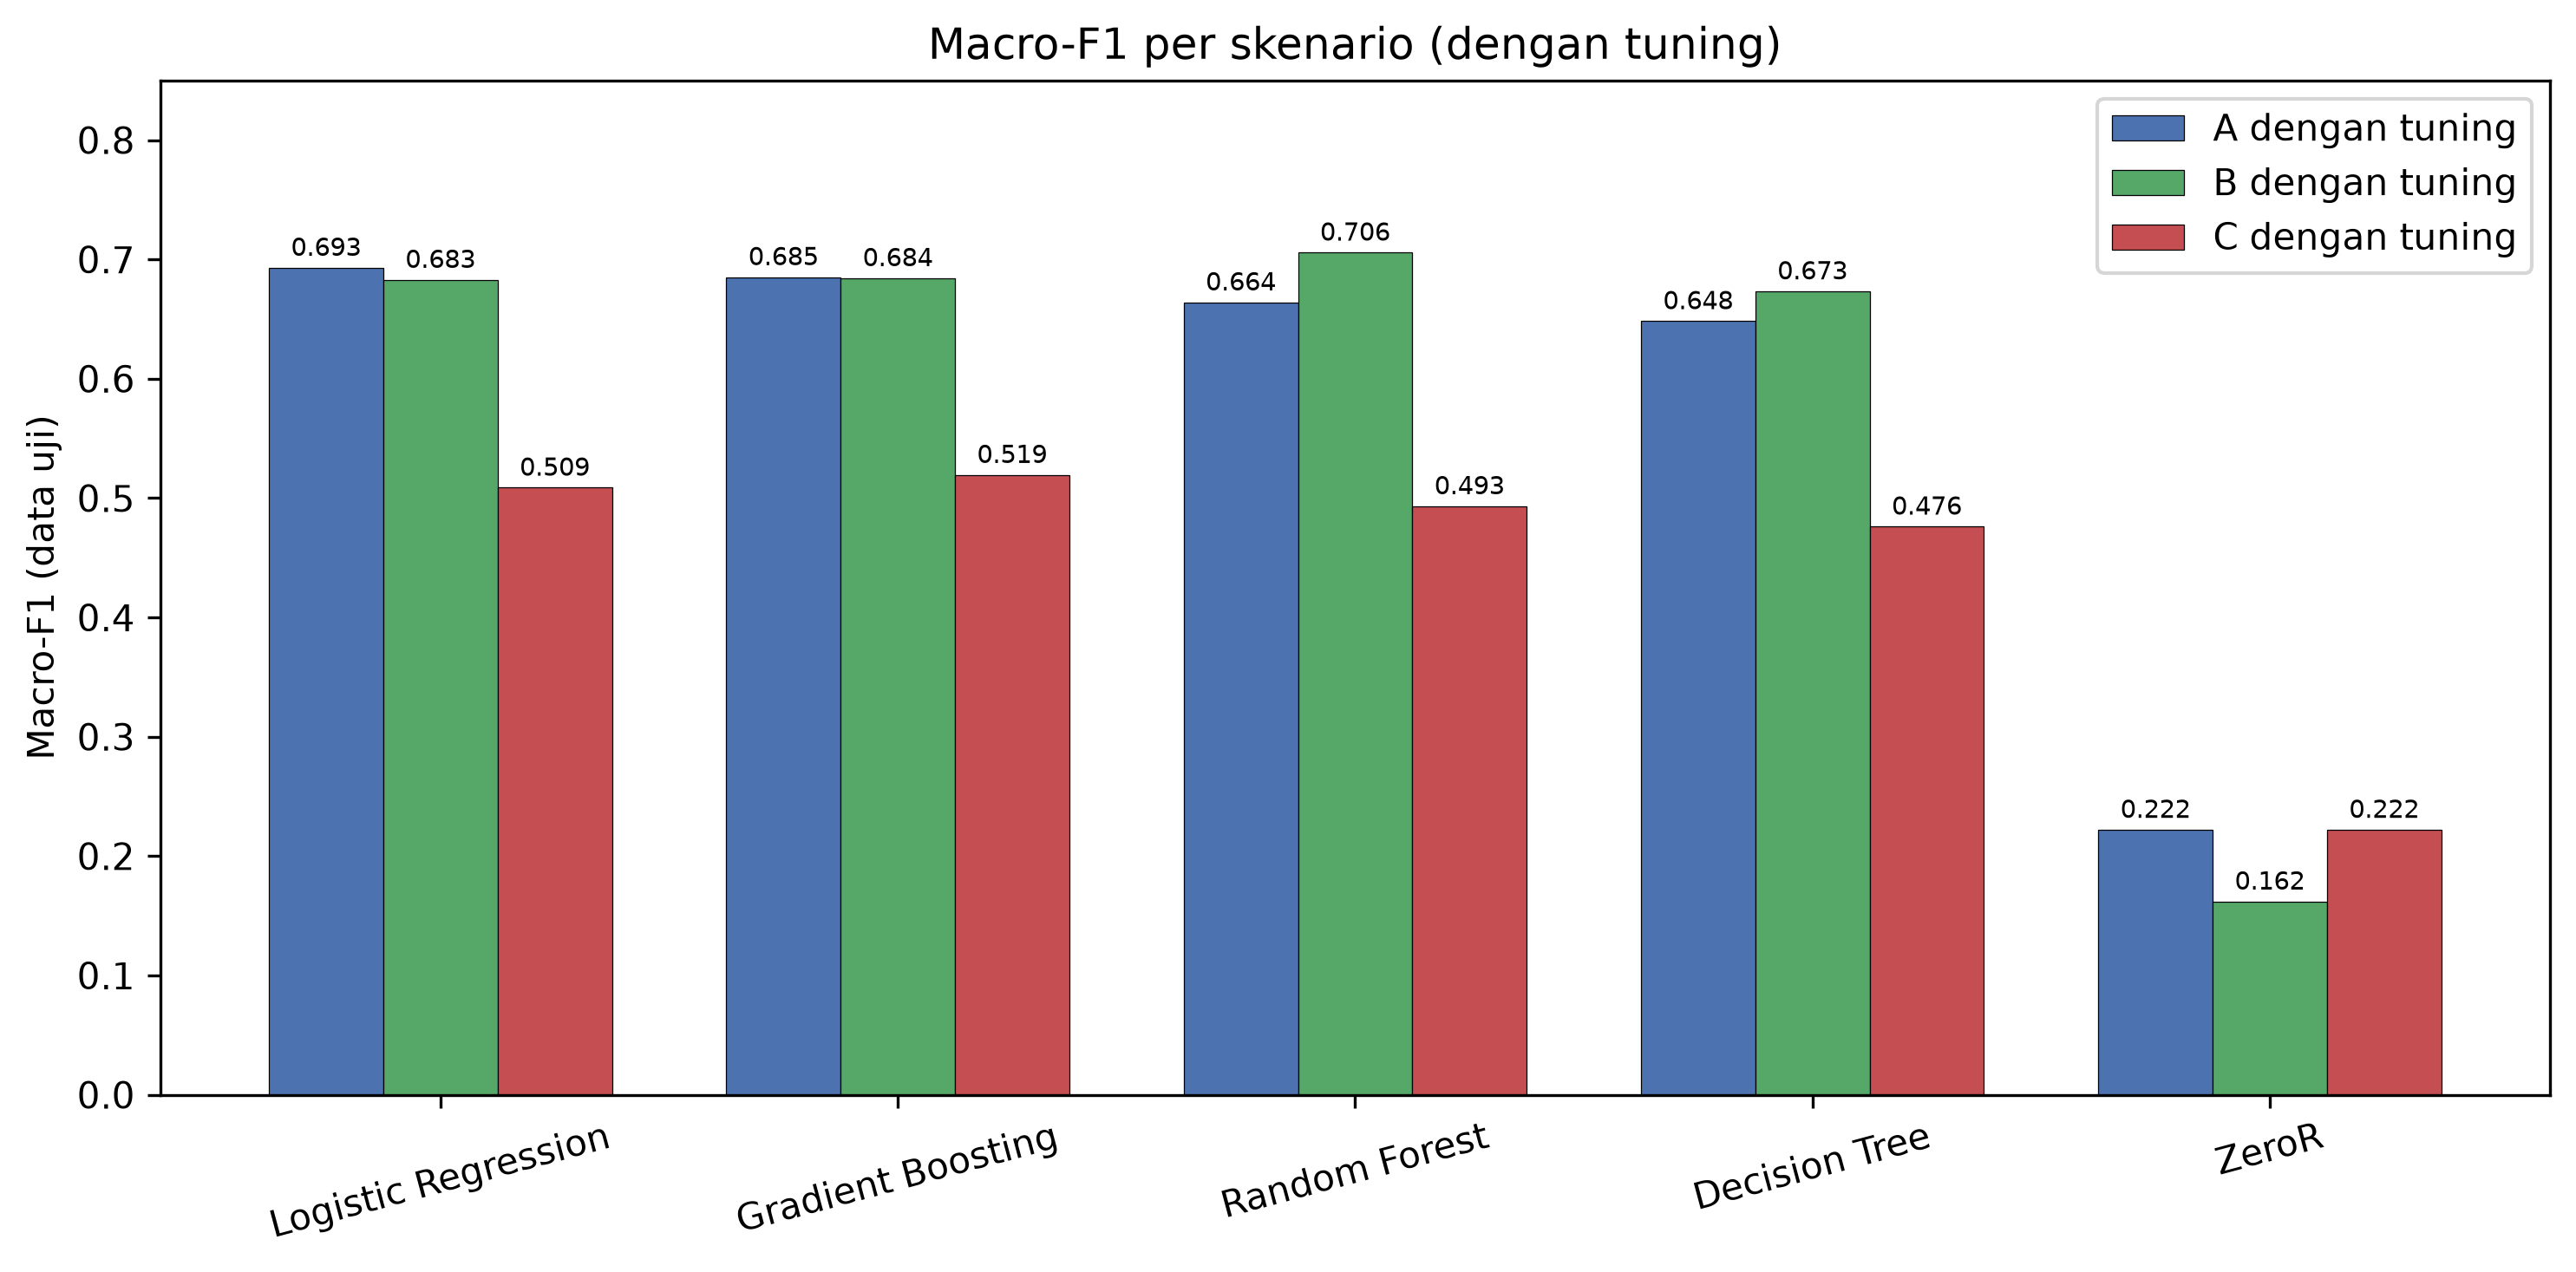 Macro-F1 per skenario (dengan tuning)
A dengan tuning
B dengan tuning
C dengan tuning
Macro-F1 (data uji)
0.8
0.7
0.6
0.5
0.4
0.3
0.2
0.1
0.0
0.693
0.683
0.509
0.685
0.684
0.519
0.664
0.706
0.493
0.648
0.673
0.476
0.222
0.162
0.222
Logistic Regression
Gradient Boosting
Random Forest
Decision Tree
ZeroR